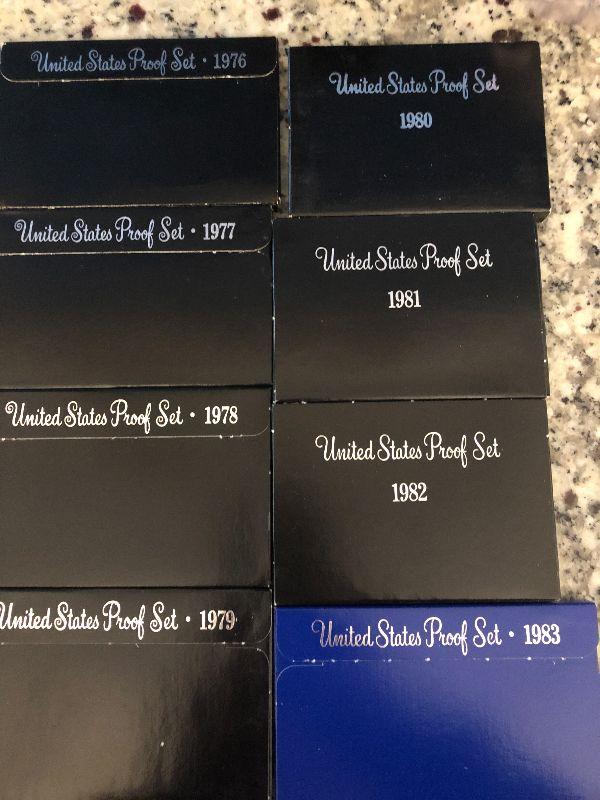 United States Proof Set • 1976
United States Proof Set • 1977
United States Proof Set • 1978
United States Proof Set • 1979
United States Proof Set
1980
United States Proof Set
1981
United States Proof Set
1982
United States Proof Set • 1983